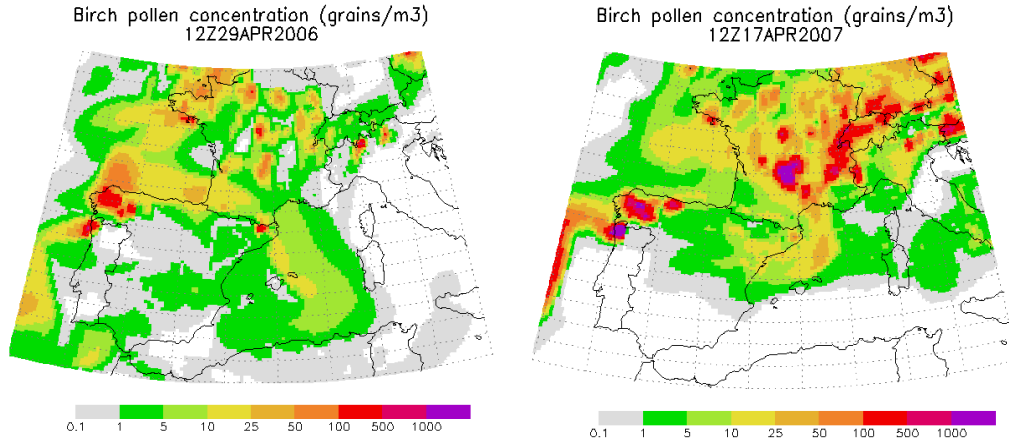 Birch pollen concentration (grains/m3)
12Z29APR2006
Birch pollen concentration (grains/m3)
12Z17APR2007
0.1 1 5 10 25 50 100 500 1000
0.1 1 5 10 25 50 100 500 1000